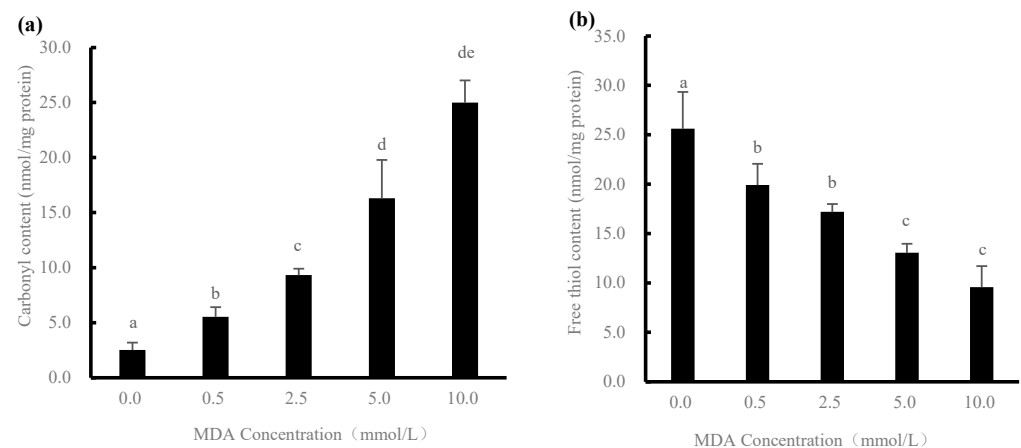 (a)
30.0
25.0
20.0
15.0
10.0
5.0
0.0
Carbonyl content (nmol/mg protein)
a
b
c
d
de
0.0 0.5 2.5 5.0 10.0
MDA Concentration（mmol/L）
(b)
35.0
30.0
25.0
20.0
15.0
10.0
5.0
0.0
Free thiol content (nmol/mg protein)
a
b
b
c
c
0.0 0.5 2.5 5.0 10.0
MDA Concentration（mmol/L）